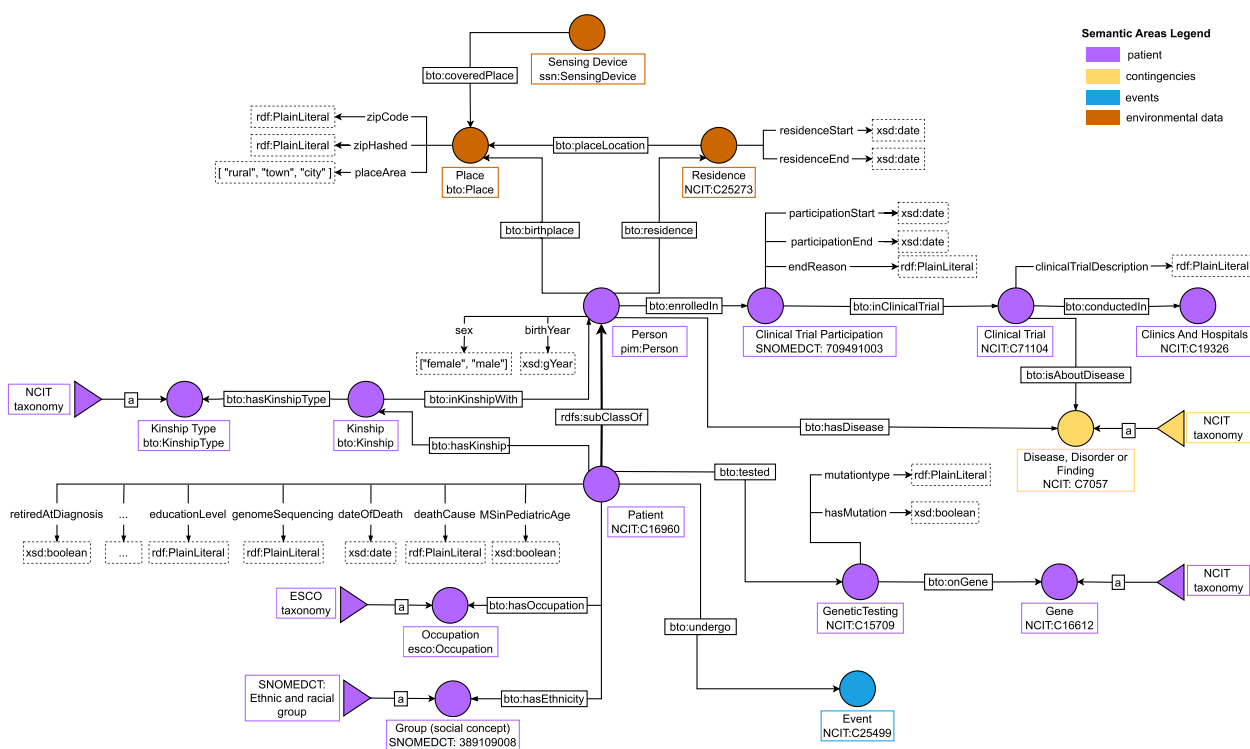 Semantic Areas Legend
patient
contingencies
events
environmental data
Sensing Device
ssn:SensingDevice
bto:coveredPlace
rdf:PlainLiteral
zipCode
rdf:PlainLiteral
zipHashed
[ "rural", "town", "city" ]
placeArea
Place
bto:Place
bto:placeLocation
Residence
NCIT:C25273
residenceStart
xsd:date
residenceEnd
xsd:date
bto:birthplace
bto:residence
participationStart
xsd:date
participationEnd
xsd:date
endReason
rdf:PlainLiteral
clinicalTrialDescription
rdf:PlainLiteral
bto:enrolledIn
bto:inClinicalTrial
bto:conductedIn
Person
pim:Person
Clinical Trial Participation
SNOMEDCT: 709491003
Clinical Trial
NCIT:C71104
Clinics And Hospitals
NCIT:C19326
sex
birthYear
["female", "male"]
xsd:gYear
bto:isAboutDisease
NCIT
taxonomy
a
bto:hasKinshipType
bto:inKinshipWith
Kinship Type
bto:KinshipType
Kinship
bto:Kinship
rdfs:subClassOf
bto:hasKinship
bto:hasDisease
a
NCIT
taxonomy
Disease, Disorder or
Finding
NCIT: C7057
bto:tested
mutationtype
rdf:PlainLiteral
hasMutation
xsd:boolean
Patient
NCIT:C16960
retiredAtDiagnosis
...
educationLevel
genomeSequencing
dateOfDeath
deathCause
MSinPediatricAge
xsd:boolean
...
rdf:PlainLiteral
rdf:PlainLiteral
xsd:date
rdf:PlainLiteral
xsd:boolean
bto:onGene
a
NCIT
taxonomy
GeneticTesting
NCIT:C15709
Gene
NCIT:C16612
ESCO
taxonomy
a
bto:hasOccupation
Occupation
esco:Occupation
bto:undergo
SNOMEDCT:
Ethnic and racial
group
a
bto:hasEthnicity
Group (social concept)
SNOMEDCT: 389109008
Event
NCIT:C25499